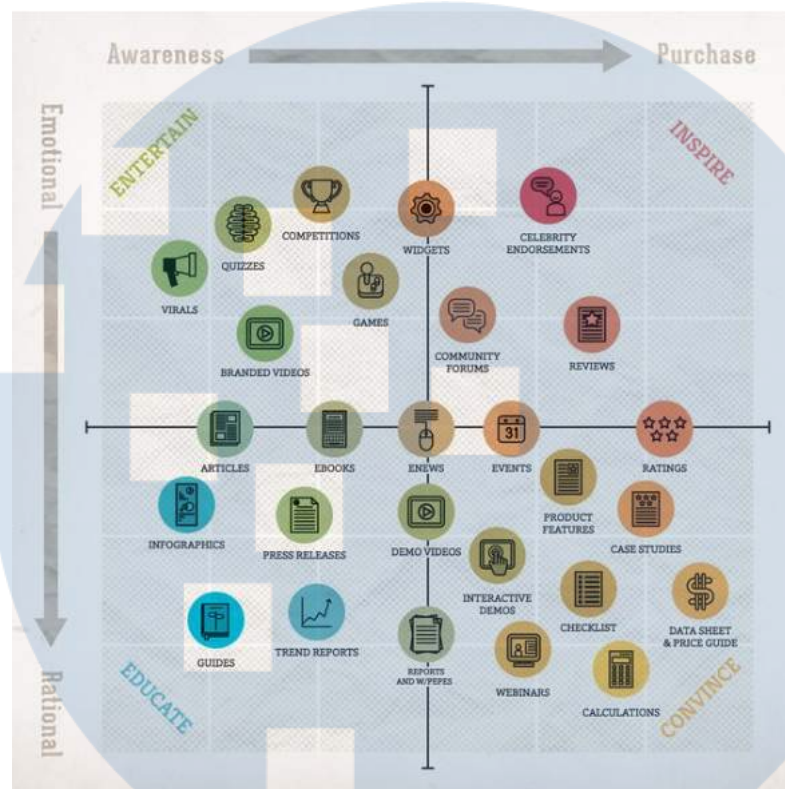 Awareness
Purchase
Emotional
Rational
ENTERTAIN
INSPIRE
COMPETITIONS
WIDGETS
CELEBRITY
ENDORSEMENTS
QUIZZES
VIRALS
GAMES
BRANDED VIDEOS
COMMUNITY
FORUMS
REVIEWS
ARTICLES
EBOOKS
ENEWS
31
EVENTS
RATINGS
INFOGRAPHICS
PRESS RELEASES
DEMO VIDEOS
PRODUCT
FEATURES
CASE STUDIES
INTERACTIVE
DEMOS
CHECKLIST
DATA SHEET
& PRICE GUIDE
GUIDES
TREND REPORTS
REPORTS
AND W/PEPES
WEBINARS
CALCULATIONS
EDUCATE
CONVINCE